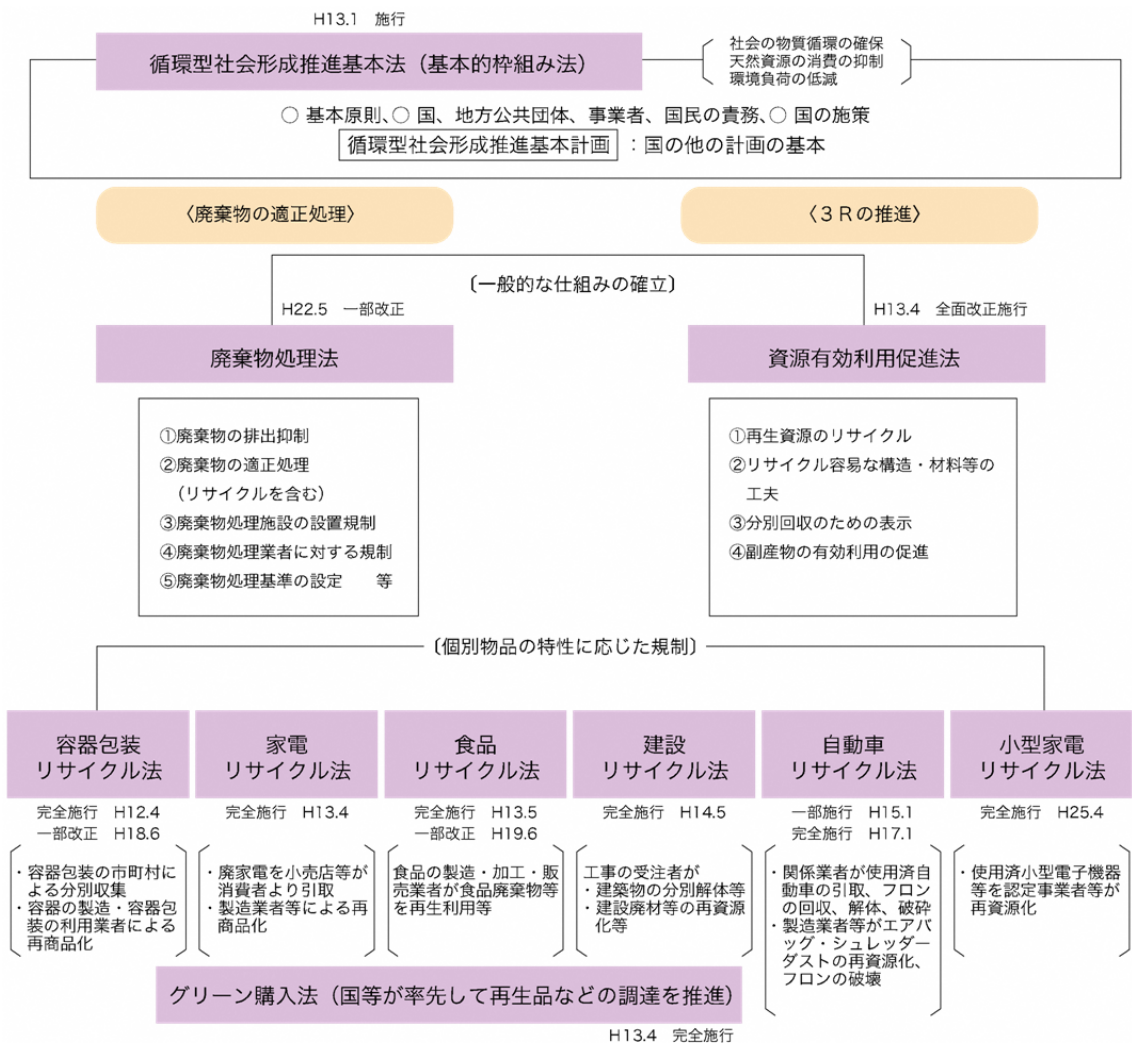 H13.1 施行
循環型社会形成推進基本法（基本的枠組み法）
社会の物質循環の確保
天然資源の消費の抑制
環境負荷の低減
○ 基本原則、○ 国、地方公共団体、事業者、国民の責務、○ 国の施策
循環型社会形成推進基本計画 ：国の他の計画の基本
〈廃棄物の適正処理〉
〈３Ｒの推進〉
〔一般的な仕組みの確立〕
H22.5 一部改正
廃棄物処理法
①廃棄物の排出抑制
②廃棄物の適正処理
（リサイクルを含む）
③廃棄物処理施設の設置規制
④廃棄物処理業者に対する規制
⑤廃棄物処理基準の設定　等
H13.4 全面改正施行
資源有効利用促進法
①再生資源のリサイクル
②リサイクル容易な構造・材料等の
工夫
③分別回収のための表示
④副産物の有効利用の促進
〔個別物品の特性に応じた規制〕
容器包装
リサイクル法
完全施行 H12.4
一部改正 H18.6
・容器包装の市町村に
よる分別収集
・容器の製造・容器包
装の利用業者による
再商品化
家電
リサイクル法
完全施行 H13.4
・廃家電を小売店等が
消費者より引取
・製造業者等による再
商品化
食品
リサイクル法
完全施行 H13.5
一部改正 H19.6
食品の製造・加工・販
売業者が食品廃棄物等
を再生利用等
建設
リサイクル法
完全施行 H14.5
工事の受注者が
・建築物の分別解体等
・建設廃材等の再資源
化等
自動車
リサイクル法
一部施行 H15.1
完全施行 H17.1
・関係業者が使用済自
動車の引取、フロン
の回収、解体、破砕
・製造業者等がエアバ
ッグ・シュレッダー
ダストの再資源化、
フロンの破壊
小型家電
リサイクル法
完全施行 H25.4
・使用済小型電子機器
等を認定事業者等が
再資源化
グリーン購入法（国等が率先して再生品などの調達を推進）
H13.4 完全施行